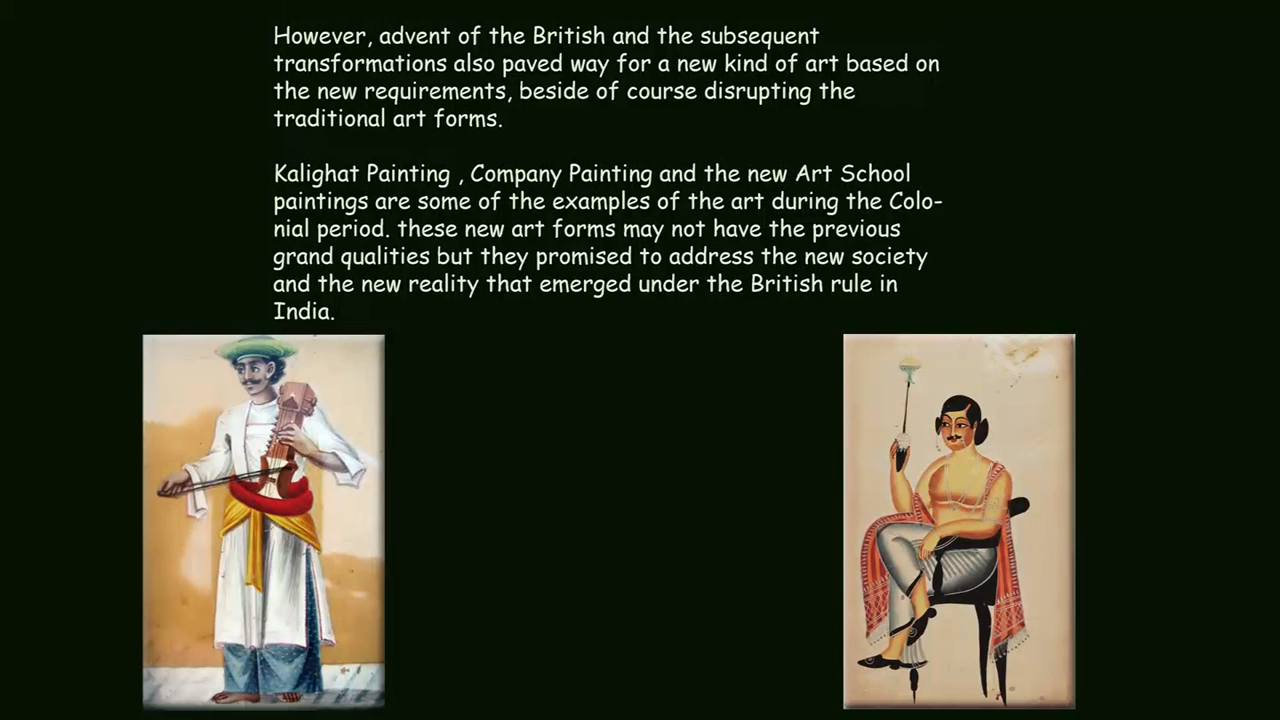 However, advent of the British and the subsequent
transformations also paved way for a new kind of art based on
the new requirements, beside of course disrupting the
traditional art forms.
Kalighat Painting , Company Painting and the new Art School
paintings are some of the examples of the art during the Colo-
nial period. these new art forms may not have the previous
grand qualities but they promised to address the new society
and the new reality that emerged under the British rule in
India.